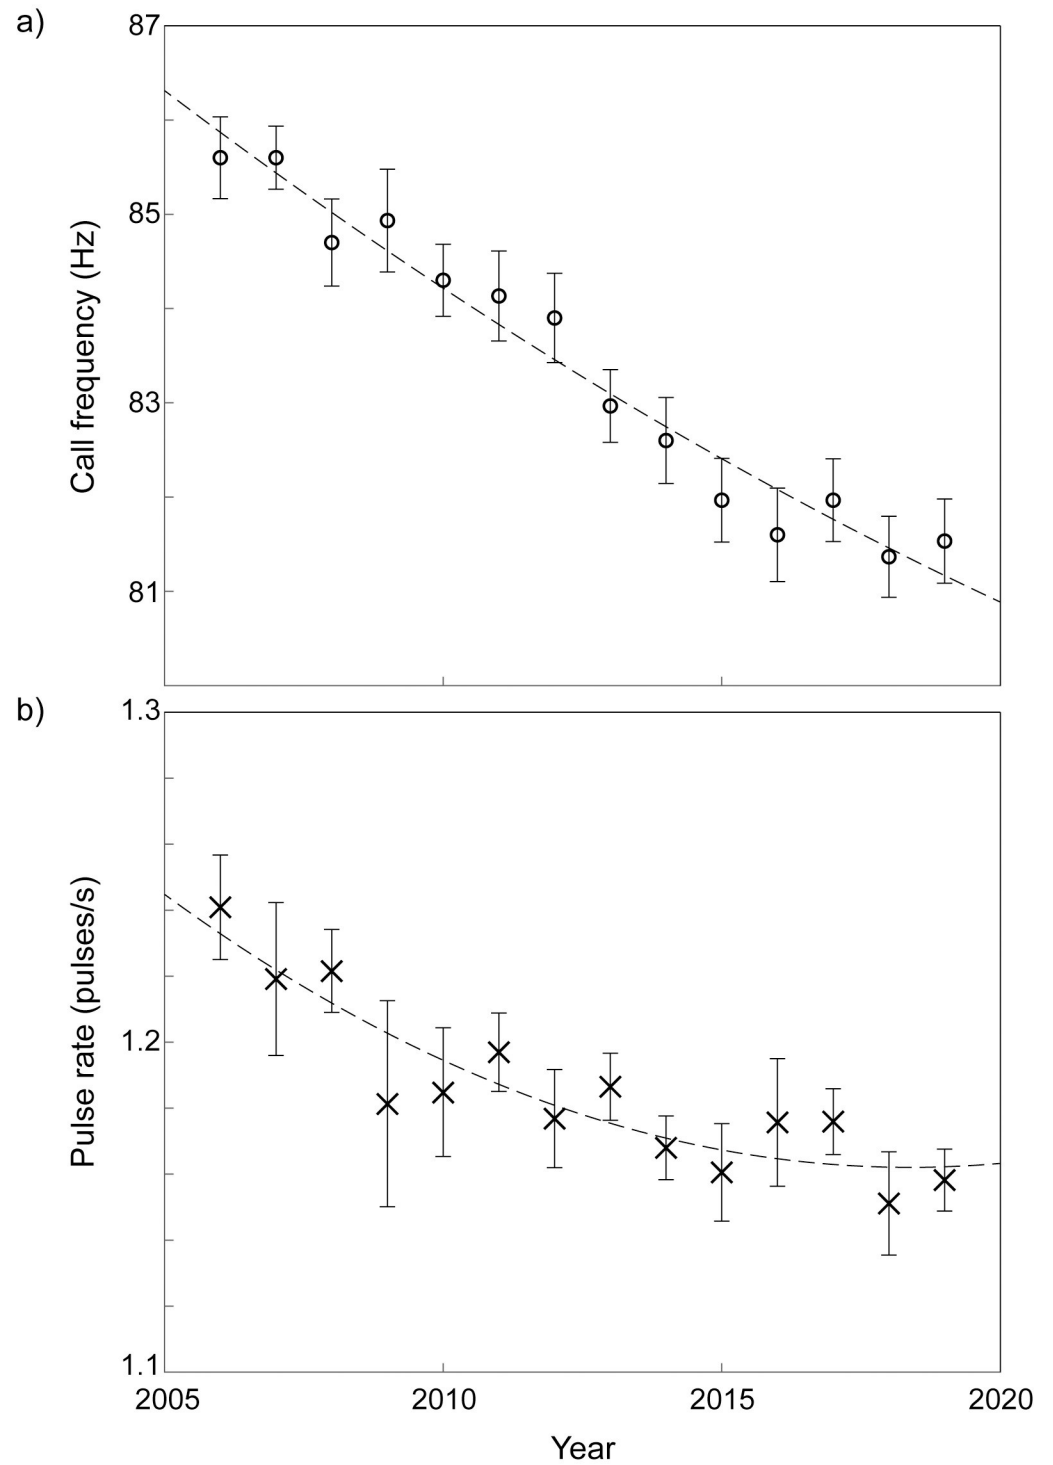 a)
87
85
83
81
Call frequency (Hz)
b)
1.3
1.2
1.1
Pulse rate (pulses/s)
2005 2010 2015 2020
Year